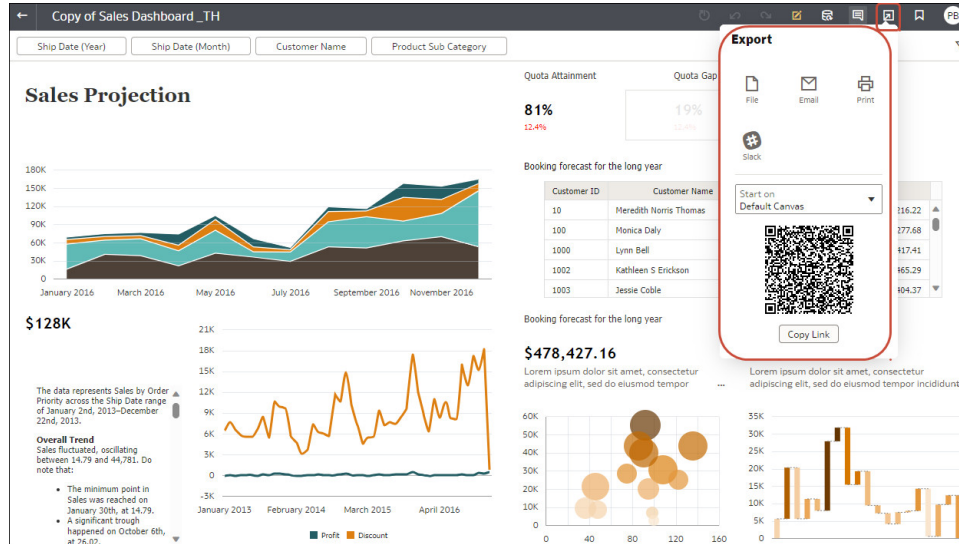 Copy of Sales Dashboard _TH
PB
Ship Date (Year)
Ship Date (Month)
Customer Name
Product Sub Category
Sales Projection
180K
150K
120K
90K
60K
30K
0
January 2016
March 2016
May 2016
July 2016
September 2016
November 2016
$128K
The data represents Sales by Order
Priority across the Ship Date range
of January 2nd, 2013–December
22nd, 2013.
Overall Trend
Sales fluctuated, oscillating
between 14.79 and 44,781. Do
note that:
• The minimum point in
Sales was reached on
January 30th, at 14.79.
• A significant trough
happened on October 6th,
at 26.02.
21K
18K
15K
12K
9K
6K
3K
0
-3K
January 2013
February 2014
March 2015
April 2016
Profit
Discount
Quota Attainment
81%
12.4%
Quota Gap
19%
Booking forecast for the long year
Customer ID
Customer Name
10
Meredith Norris Thomas
216.22
100
Monica Daly
277.68
1000
Lynn Bell
417.41
1002
Kathleen S Erickson
465.29
1003
Jessie Coble
404.37
Booking forecast for the long year
$478,427.16
Lorem ipsum dolor sit amet, consectetur
adipiscing elit, sed do eiusmod tempor
...
Lorem ipsum dolor sit amet, consectetur
adipiscing elit, sed do eiusmod tempor incididunt
60K
50K
40K
30K
20K
10K
0
0
40
80
120
160
35K
30K
25K
20K
15K
10K
5K
Export
File
Email
Print
Slack
Start on
Default Canvas
Copy Link